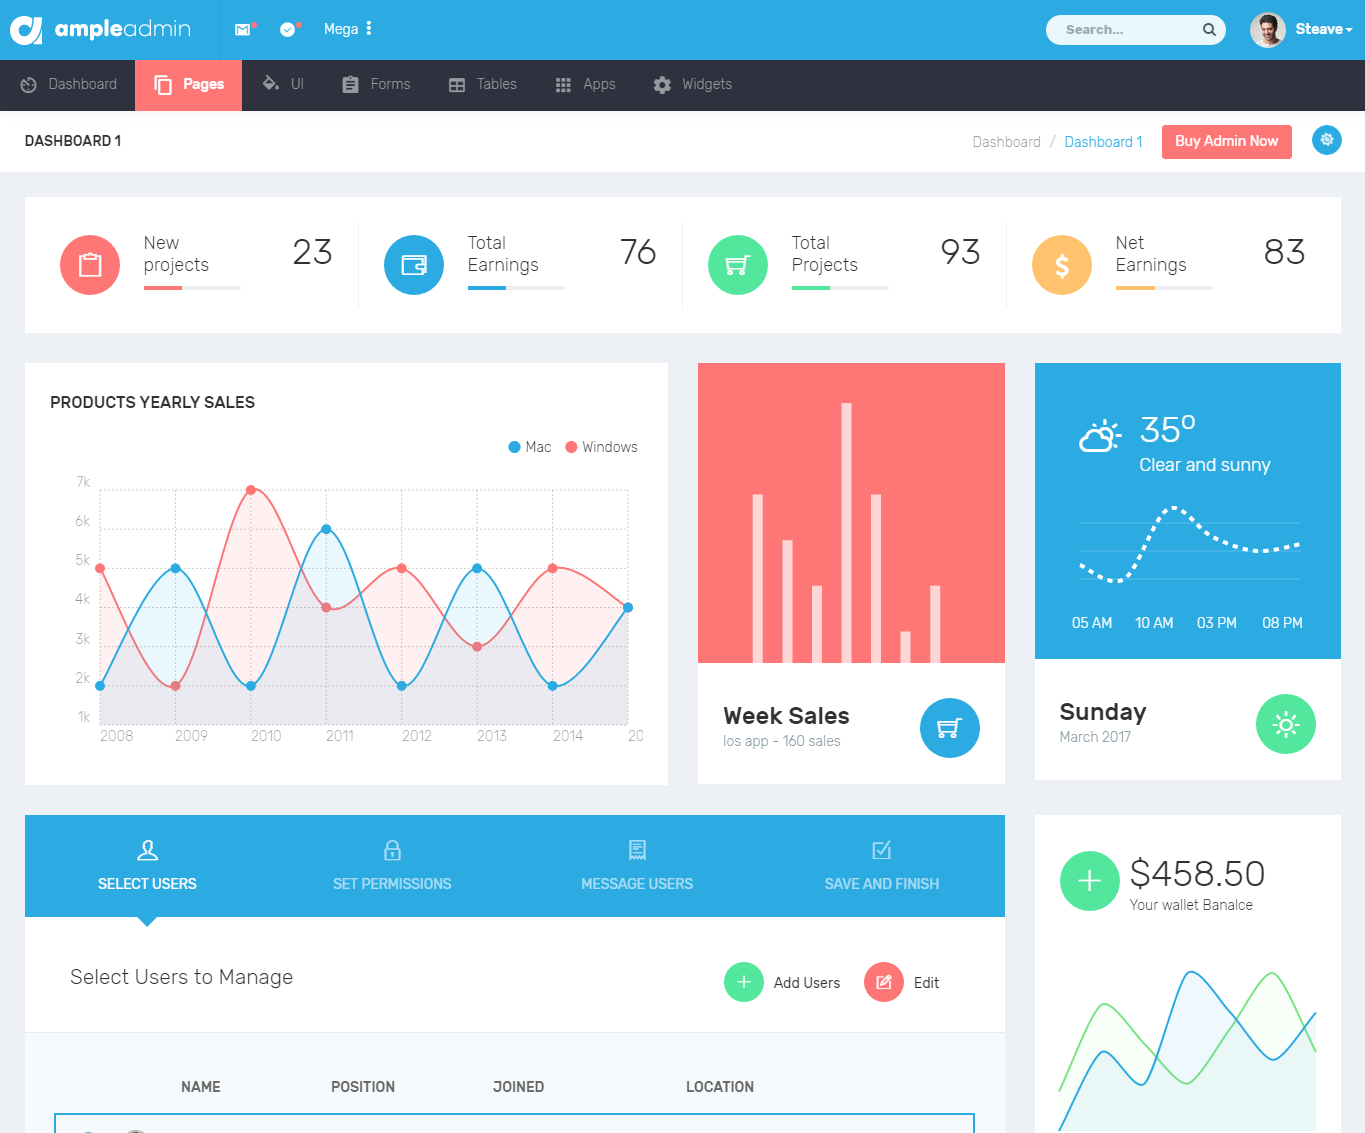 ampleadmin
Mega
Search...
Steave
Dashboard
Pages
UI
Forms
Tables
Apps
Widgets
DASHBOARD 1
Dashboard / Dashboard 1
Buy Admin Now
New
projects
23
Total
Earnings
76
Total
Projects
93
Net
Earnings
83
PRODUCTS YEARLY SALES
Mac
Windows
7k
6k
5k
4k
3k
2k
1k
2008
2009
2010
2011
2012
2013
2014
20
Week Sales
Ios app - 160 sales
35º
Clear and sunny
05 AM
10 AM
03 PM
08 PM
Sunday
March 2017
SELECT USERS
SET PERMISSIONS
MESSAGE USERS
SAVE AND FINISH
Select Users to Manage
Add Users
Edit
NAME
POSITION
JOINED
LOCATION
$458.50
Your wallet Banalce